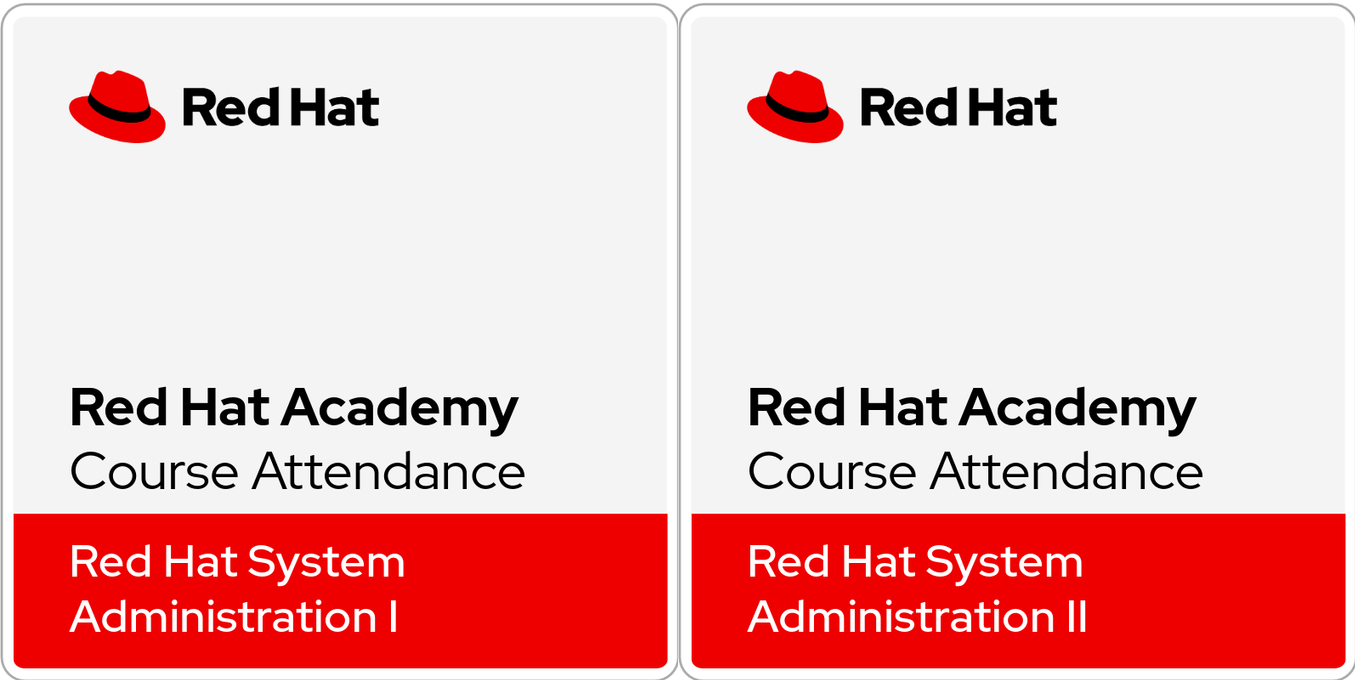 Red Hat
Red Hat Academy
Course Attendance
Red Hat System
Administration I
Red Hat
Red Hat Academy
Course Attendance
Red Hat System
Administration II